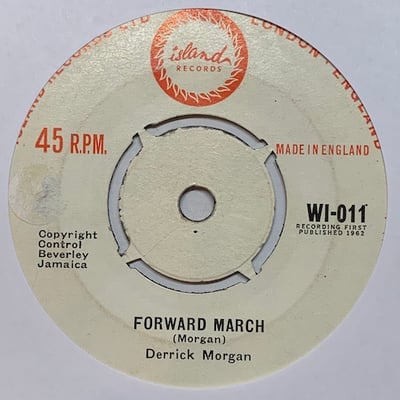 ISLAND RECORDS LTD LONDON ENGLAND
island
RECORDS
45 R.P.M.
MADE IN ENGLAND
WI-011
RECORDING FIRST
PUBLISHED 1962
Copyright
Control
Beverley
Jamaica
FORWARD MARCH
(Morgan)
Derrick Morgan